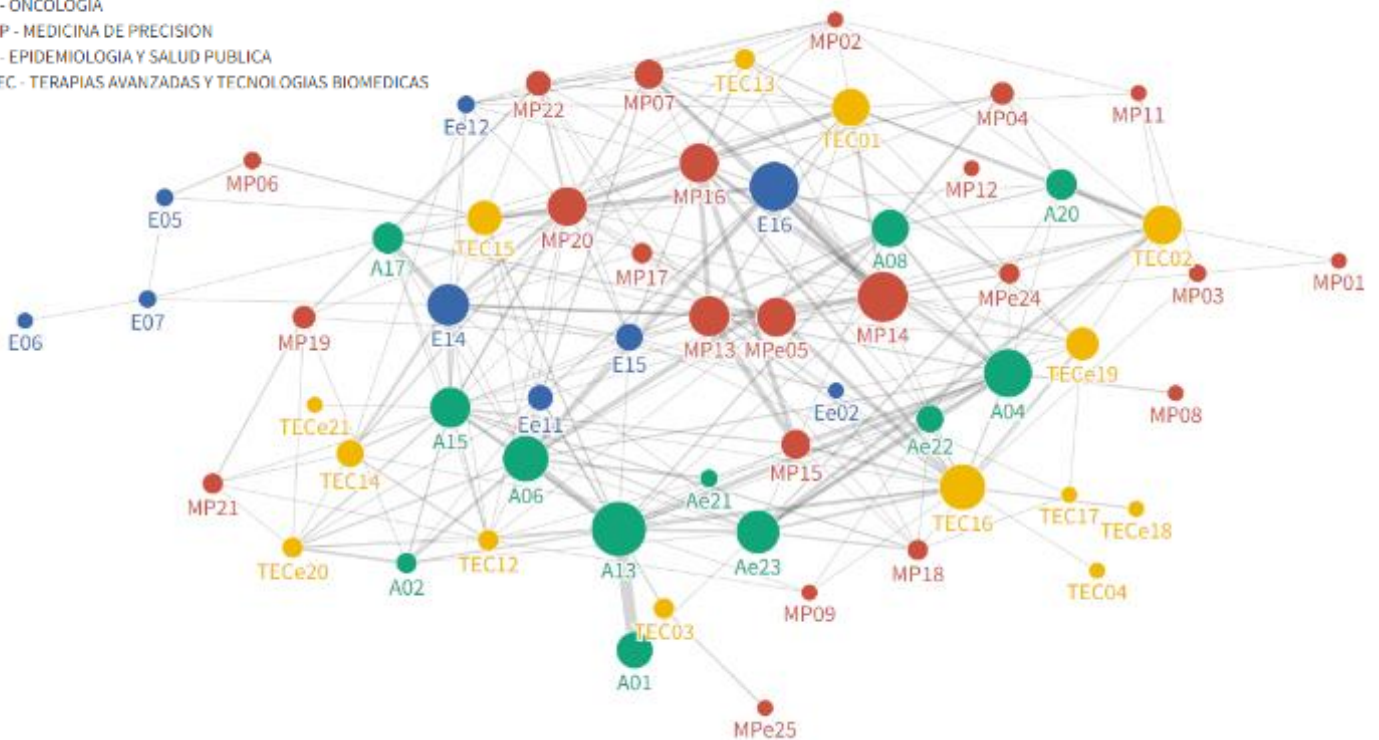 - ONCOLOGIA
P - MEDICINA DE PRECISION
- EPIDEMIOLOGIA Y SALUD PUBLICA
EC - TERAPIAS AVANZADAS Y TECNOLOGIAS BIOMEDICAS
MP02
MP22
MP07
TEC13
MP04
MP11
Ee12
TEC01
MP06
MP16
MP12
E05
E16
A20
TEC15
MP20
A17
MP17
A08
TEC02
MP01
MPe24
MP03
E07
E06
MP19
E14
E15
MP13
MPe05
MP14
TECe19
TECe21
A15
Ee11
Ee02
A04
MP08
Ae22
TEC14
MP15
MP21
A06
Ae21
TEC16
TEC17
TECe18
TECe20
A02
TEC12
A13
Ae23
MP18
TEC04
MP09
TEC03
A01
MPe25